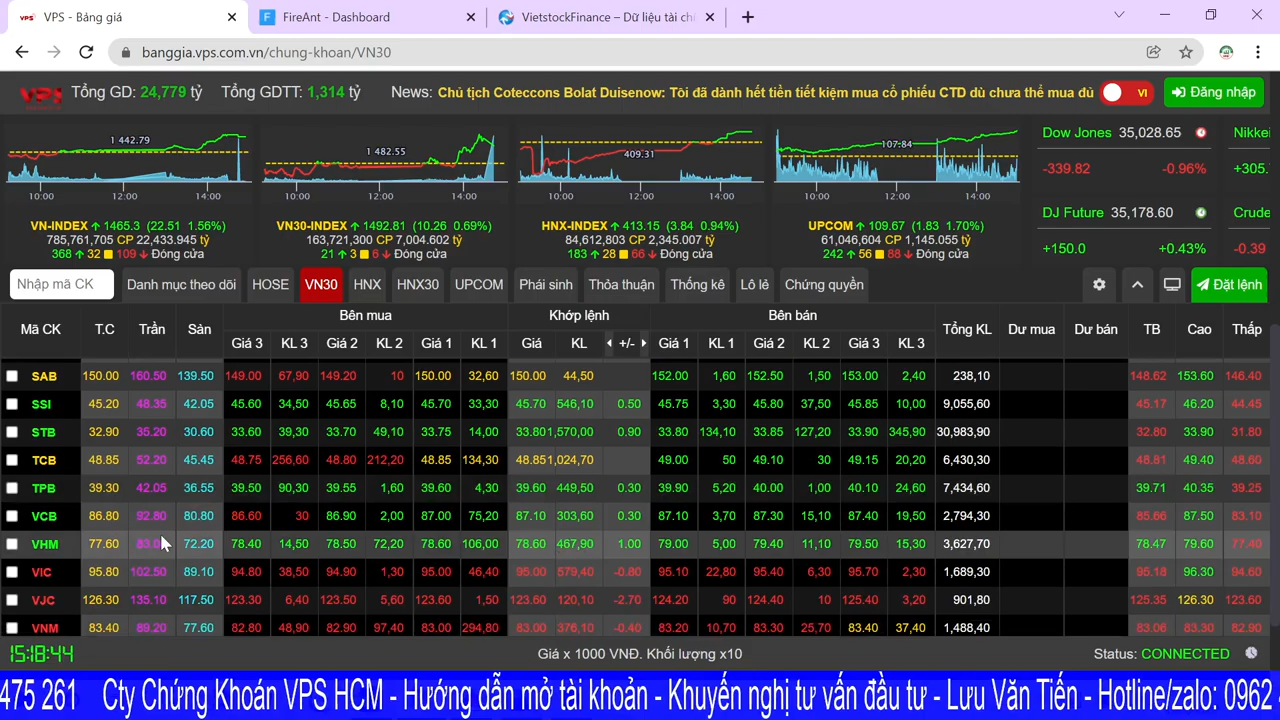 VPS - Bảng giá
FireAnt - Dashboard
VietstockFinance – Dữ liệu tài chí
banggia.vps.com.vn/chung-khoan/VN30
VPS Tổng GD: 24,779 tỷ Tổng GDTT: 1,314 tỷ News: Chủ tịch Coteccons Bolat Duisenow: Tôi đã dành hết tiền tiết kiệm mua cổ phiếu CTD dù chưa thể mua đủ VI Đăng nhập
1 442.79 1 482.55 409.31 107.84
Dow Jones 35,028.65 Nikkei
-339.82 -0.96% +305.
10:00 12:00 14:00 10:00 12:00 14:00 10:00 12:00 14:00 10:00 12:00 14:00
DJ Future 35,178.60 Crude
+150.0 +0.43% -0.39
VN-INDEX 1465.3 (22.51 1.56%) VN30-INDEX 1492.81 (10.26 0.69%) HNX-INDEX 413.15 (3.84 0.94%) UPCOM 109.67 (1.83 1.70%)
785,761,705 CP 22,433.945 tỷ 163,721,300 CP 7,004.602 tỷ 84,612,803 CP 2,345.007 tỷ 61,046,604 CP 1,145.055 tỷ
368 32 109 Đóng cửa 21 3 6 Đóng cửa 183 28 66 Đóng cửa 242 56 88 Đóng cửa
Nhập mã CK Danh mục theo dõi HOSE VN30 HNX HNX30 UPCOM Phái sinh Thỏa thuận Thống kê Lô lẻ Chứng quyền Đặt lệnh
Mã CK T.C Trần Sàn Bên mua Khớp lệnh Bên bán Tổng KL Dư mua Dư bán TB Cao Thấp
Giá 3 KL 3 Giá 2 KL 2 Giá 1 KL 1 Giá KL +/- Giá 1 KL 1 Giá 2 KL 2 Giá 3 KL 3
SAB 150.00 160.50 139.50 149.00 67,90 149.20 10 150.00 32,60 150.00 44,50 152.00 1,60 152.50 1,50 153.00 2,40 238,10 148.62 153.60 146.40
SSI 45.20 48.35 42.05 45.60 34,50 45.65 8,10 45.70 33,30 45.70 546,10 0.50 45.75 3,30 45.80 37,50 45.85 10,00 9,055,60 45.17 46.20 44.45
STB 32.90 35.20 30.60 33.60 39,30 33.70 49,10 33.75 14,00 33.80 1,570,00 0.90 33.80 134,10 33.85 127,20 33.90 345,90 30,983,90 32.80 33.90 31.80
TCB 48.85 52.20 45.45 48.75 256,60 48.80 212,20 48.85 134,30 48.85 1,024,70 49.00 50 49.10 30 49.15 20,20 6,430,30 48.81 49.40 48.60
TPB 39.30 42.05 36.55 39.50 90,30 39.55 1,60 39.60 4,30 39.60 449,50 0.30 39.90 5,20 40.00 1,00 40.10 24,60 7,434,60 39.71 40.35 39.25
VCB 86.80 92.80 80.80 86.60 30 86.90 2,00 87.00 75,20 87.10 303,60 0.30 87.10 3,70 87.30 15,10 87.40 19,50 2,794,30 85.66 87.50 83.10
VHM 77.60 72.20 78.40 14,50 78.50 72,20 78.60 106,00 78.60 467,90 1.00 79.00 5,00 79.40 11,10 79.50 15,30 3,627,70 78.47 79.60 77.40
VIC 95.80 102.50 89.10 94.80 38,50 94.90 1,30 95.00 46,40 95.00 579,40 -0.80 95.10 22,80 95.40 6,30 95.70 2,30 1,689,30 95.18 96.30 94.60
VJC 126.30 135.10 117.50 123.30 6,40 123.50 5,60 123.60 1,50 123.60 120,10 -2.70 124.20 90 124.40 10 125.40 3,20 901,80 125.35 126.30 123.60
VNM 83.40 89.20 77.60 82.80 48,90 82.90 97,40 83.00 294,80 83.00 376,10 -0.40 83.20 10,70 83.30 25,70 83.40 37,40 1,488,40 83.06 83.30 82.90
15:18:44 Giá x 1000 VNĐ. Khối lượng x10 Status: CONNECTED
475 261 Cty Chứng Khoán VPS HCM - Hướng dẫn mỏ tài khoản - Khuyến nghị tư vấn đầu tư - Lưu Văn Tiến - Hotline/zalo: 0962